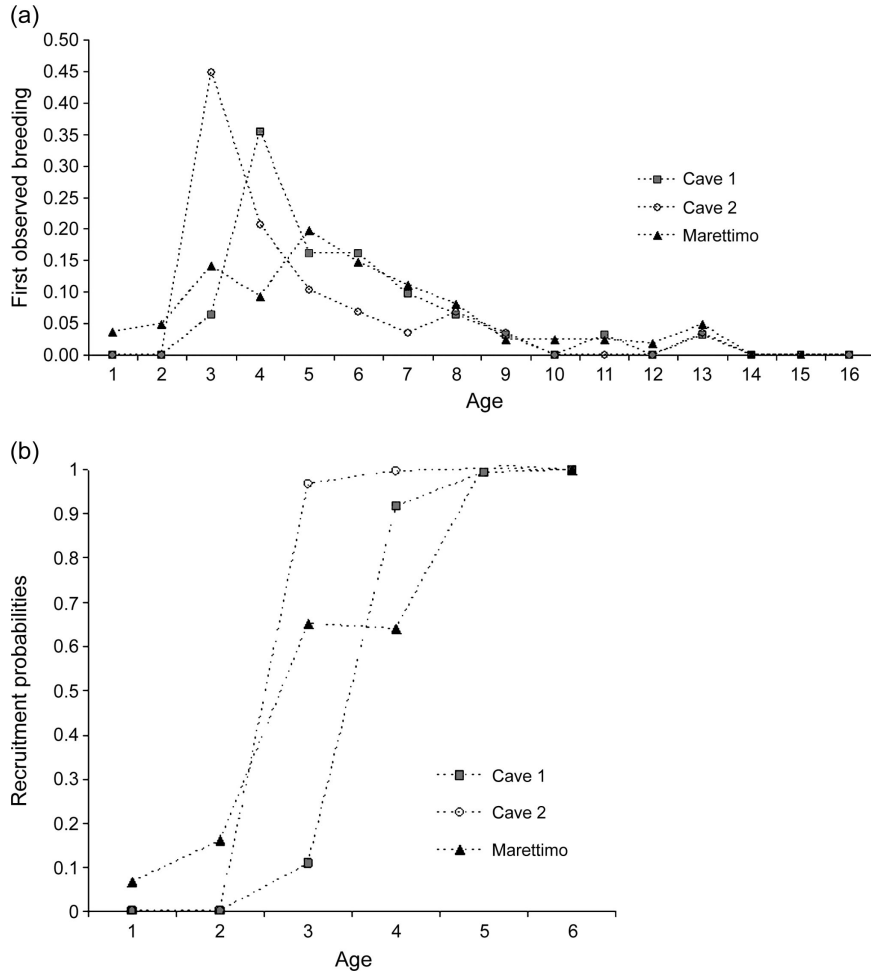 (a)
First observed breeding
0.50
0.45
0.40
0.35
0.30
0.25
0.20
0.15
0.10
0.05
0.00
1 2 3 4 5 6 7 8 9 10 11 12 13 14 15 16
Age
Cave 1
Cave 2
Marettimo
(b)
Recruitment probabilities
1
0.9
0.8
0.7
0.6
0.5
0.4
0.3
0.2
0.1
0
1 2 3 4 5 6
Age
Cave 1
Cave 2
Marettimo